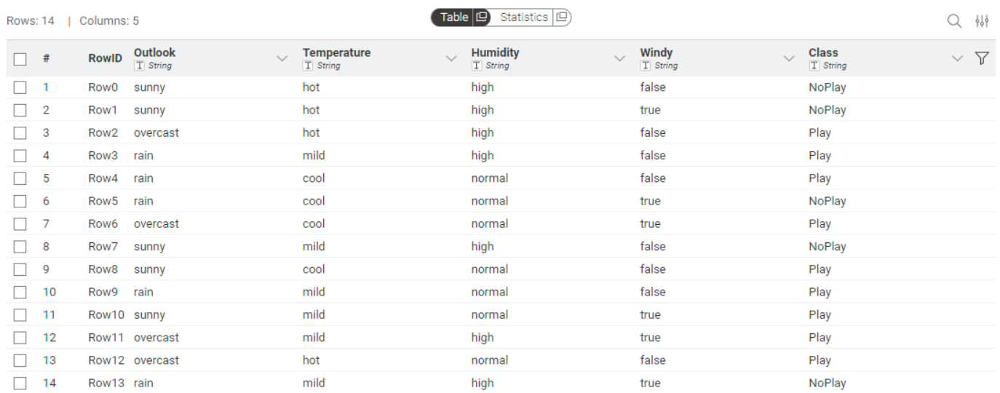 Rows: 14 | Columns: 5 Table Statistics
# RowID Outlook Temperature Humidity Windy Class
T String T String T String T String T String
1 Row0 sunny hot high false NoPlay
2 Row1 sunny hot high true NoPlay
3 Row2 overcast hot high false Play
4 Row3 rain mild high false Play
5 Row4 rain cool normal false Play
6 Row5 rain cool normal true NoPlay
7 Row6 overcast cool normal true Play
8 Row7 sunny mild high false NoPlay
9 Row8 sunny cool normal false Play
10 Row9 rain mild normal false Play
11 Row10 sunny mild normal true Play
12 Row11 overcast mild high true Play
13 Row12 overcast hot normal false Play
14 Row13 rain mild high true NoPlay